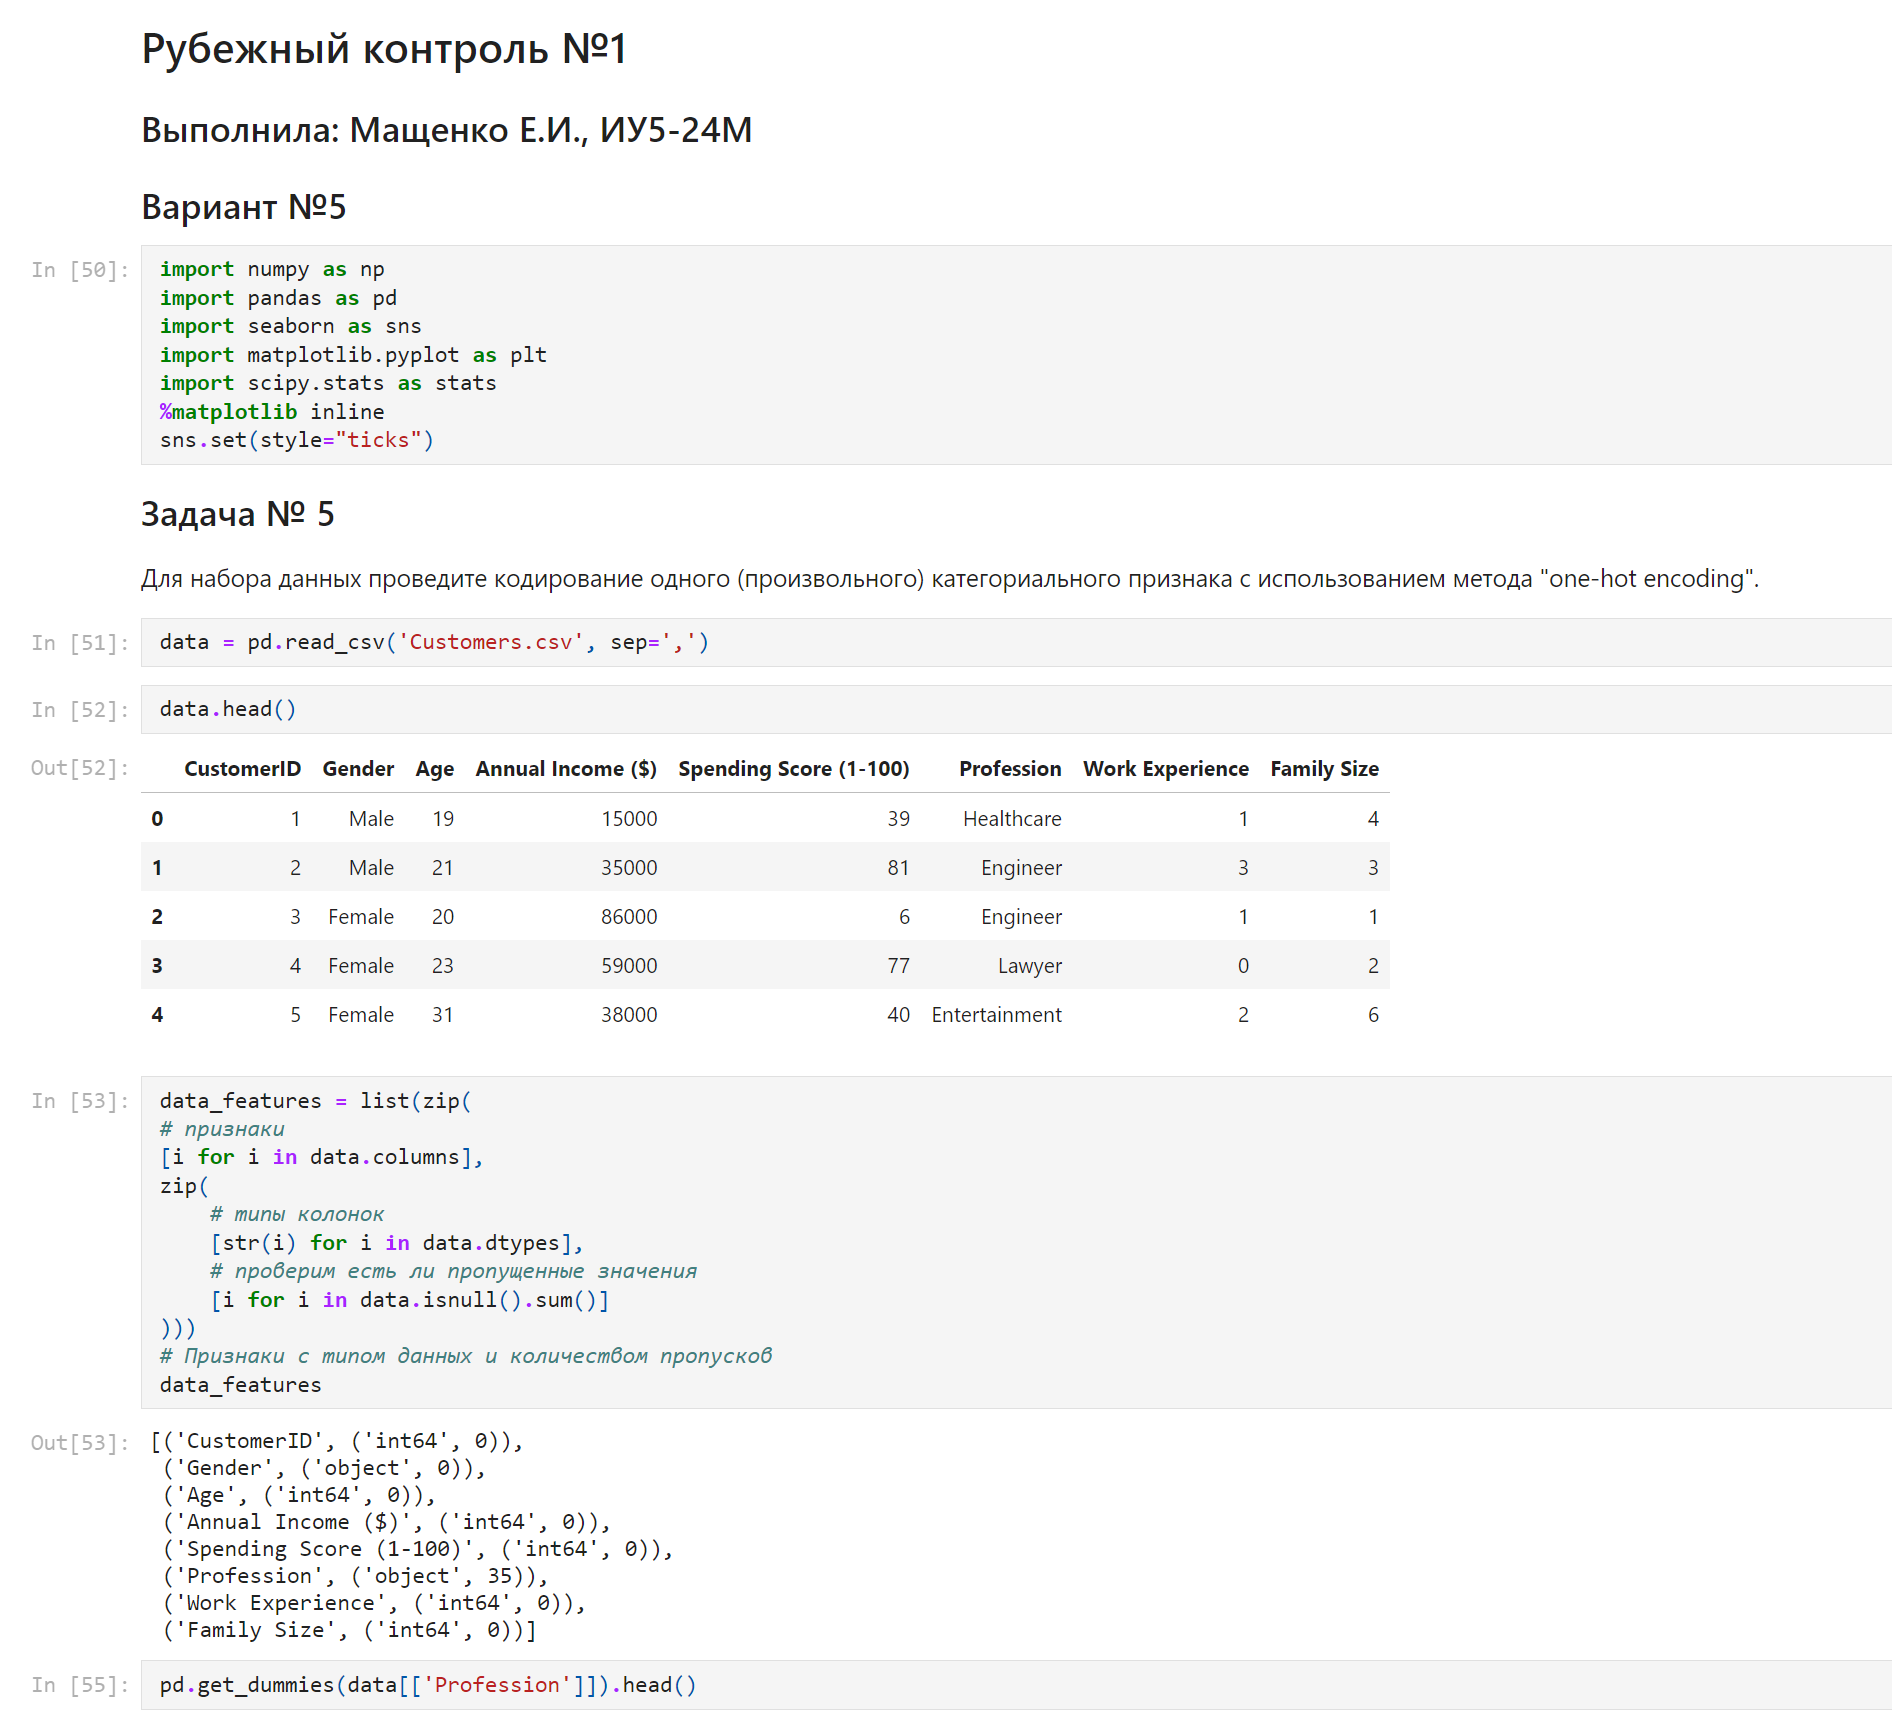 Рубежный контроль №1
Выполнила: Мащенко Е.И., ИУ5-24М
Вариант №5
In [50]:
import numpy as np
import pandas as pd
import seaborn as sns
import matplotlib.pyplot as plt
import scipy.stats as stats
%matplotlib inline
sns.set(style="ticks")
Задача № 5
Для набора данных проведите кодирование одного (произвольного) категориального признака с использованием метода "one-hot encoding".
In [51]: data = pd.read_csv('Customers.csv', sep=',')
In [52]: data.head()
Out[52]: CustomerID Gender Age Annual Income ($) Spending Score (1-100) Profession Work Experience Family Size
0 1 Male 19 15000 39 Healthcare 1 4
1 2 Male 21 35000 81 Engineer 3 3
2 3 Female 20 86000 6 Engineer 1 1
3 4 Female 23 59000 77 Lawyer 0 2
4 5 Female 31 38000 40 Entertainment 2 6
In [53]: data_features = list(zip(
# признаки
[i for i in data.columns],
zip(
    # типы колонок
    [str(i) for i in data.dtypes],
    # проверим есть ли пропущенные значения
    [i for i in data.isnull().sum()]
)))
# Признаки с типом данных и количеством пропусков
data_features
Out[53]: [('CustomerID', ('int64', 0)),
('Gender', ('object', 0)),
('Age', ('int64', 0)),
('Annual Income ($)', ('int64', 0)),
('Spending Score (1-100)', ('int64', 0)),
('Profession', ('object', 35)),
('Work Experience', ('int64', 0)),
('Family Size', ('int64', 0))]
In [55]: pd.get_dummies(data[['Profession']]).head()